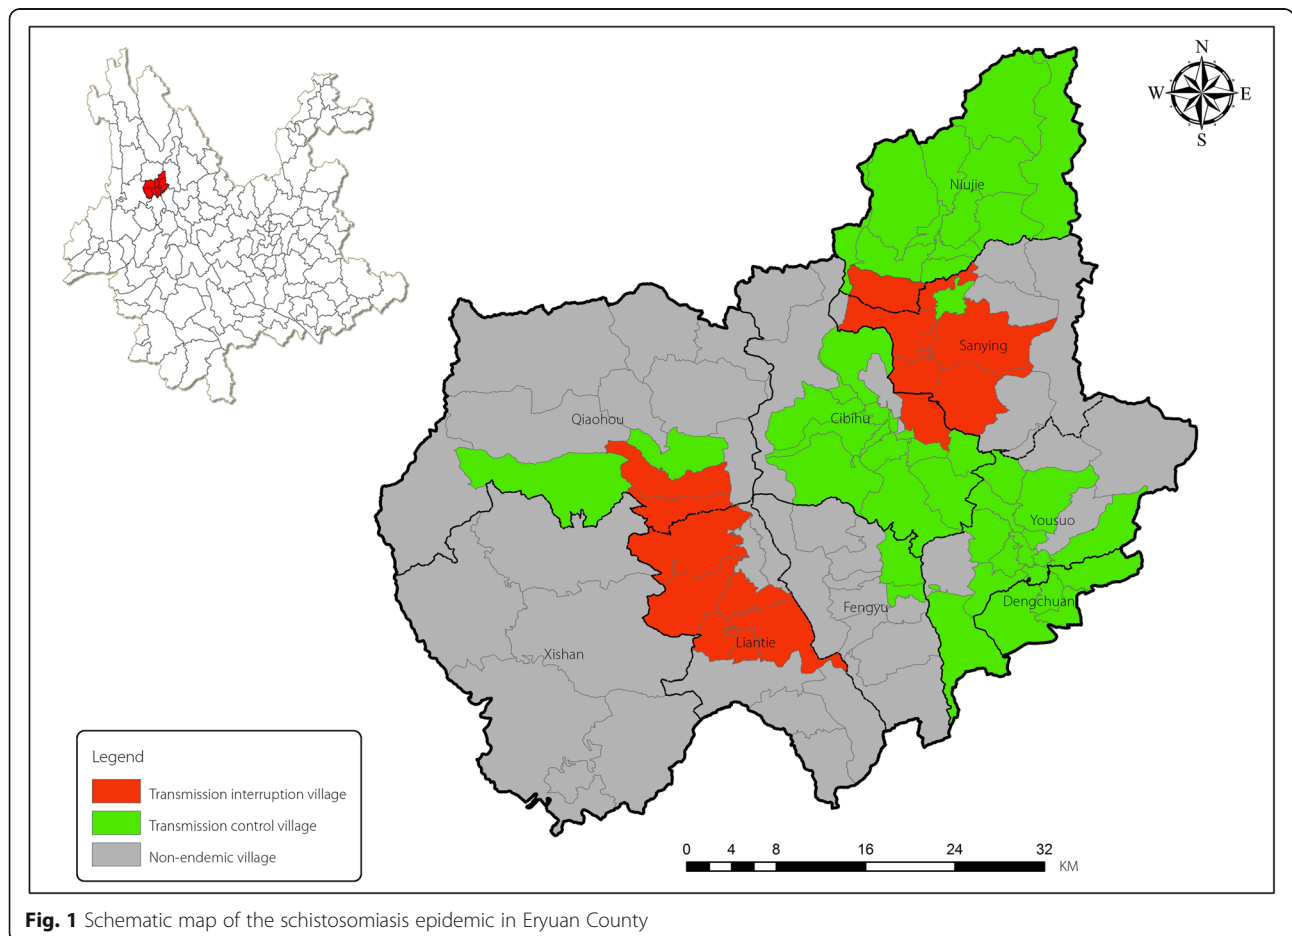 N
W E
S
Niujie
Sanying
Qiaohou
Cibihu
Yousuo
Dengchuan
Fengyu
Liantie
Xishan
Legend
Transmission interruption village
Transmission control village
Non-endemic village
0 4 8 16 24 32
KM
Fig. 1 Schematic map of the schistosomiasis epidemic in Eryuan County